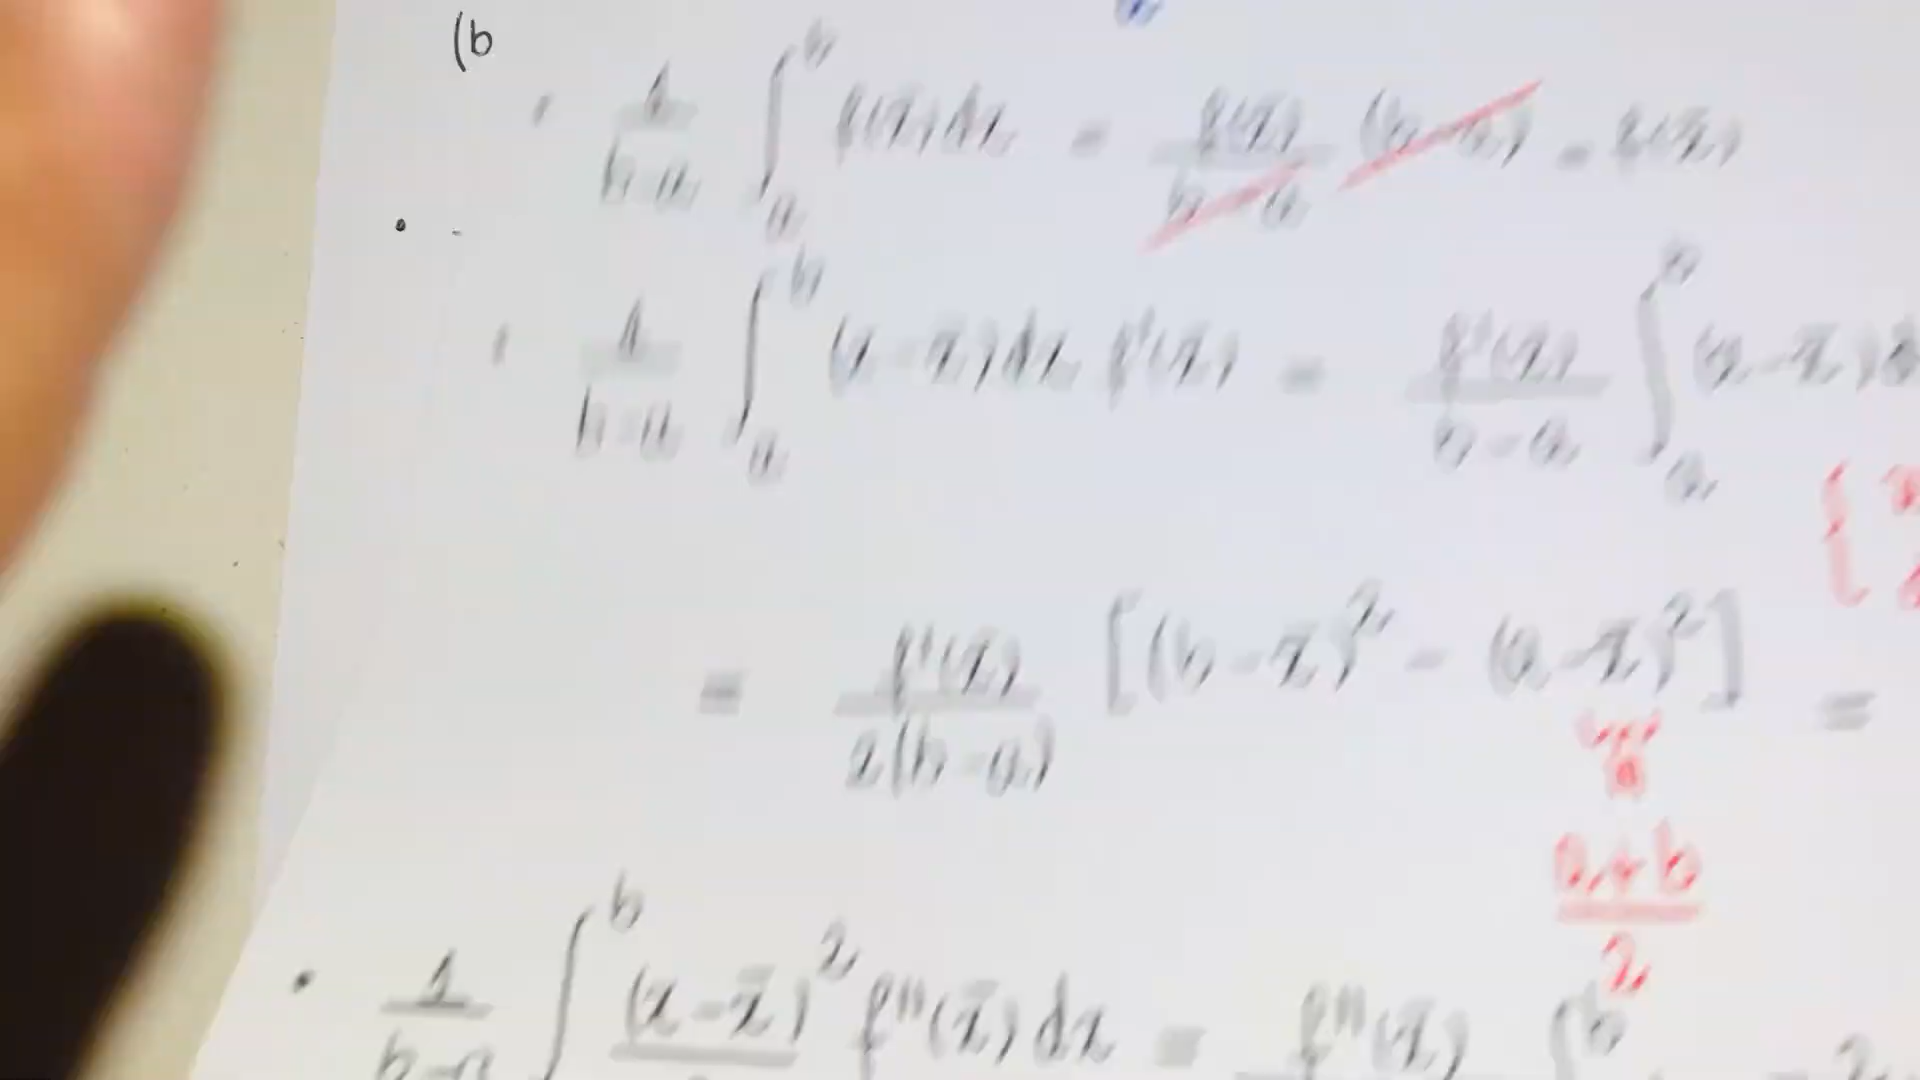 (b
• 1/(b-a) ∫_a^b f(x̄)dx = f(x̄)/(b-a) (b-a) = f(x̄)
• 1/(b-a) ∫_a^b (x-x̄)dx f'(x̄) = f'(x̄)/(b-a) ∫_a^b (x-x̄)
= f'(x̄)/2(b-a) [(b-x̄)^2 - (a-x̄)^2] =
a+b/2
• 1/(b-a) ∫^b (x-x̄)^2 f''(x̄)dx = f''(x̄) ∫^b